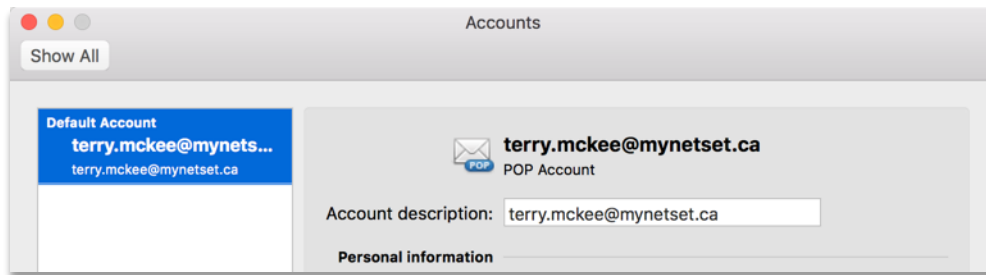 Accounts
Show All
Default Account
terry.mckee@mynets...
terry.mckee@mynetset.ca
terry.mckee@mynetset.ca
POP
POP Account
Account description: terry.mckee@mynetset.ca
Personal information